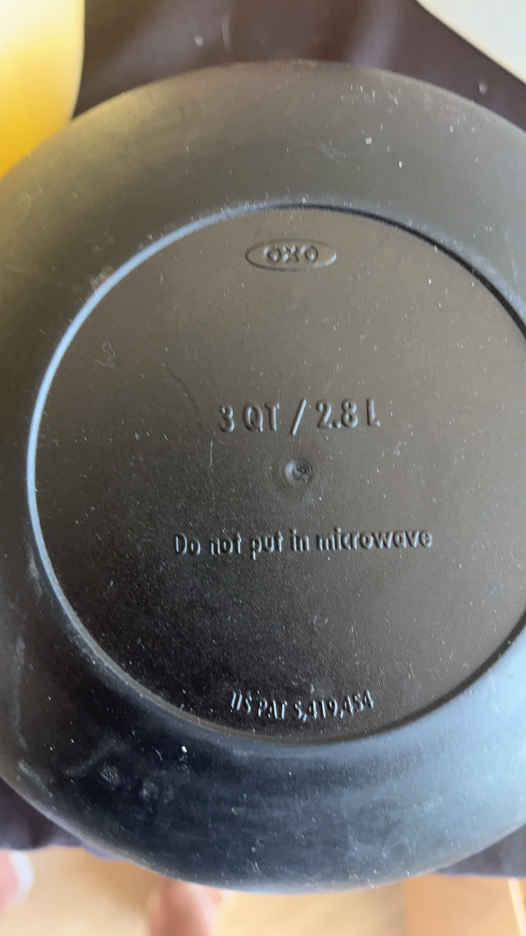 OXO
3 QT / 2.8 L
Do not put in microwave
US PAT 5,419,454